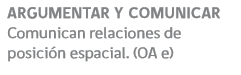 ARGUMENTAR Y COMUNICAR
Comunican relaciones de
posición espacial. (OA e)